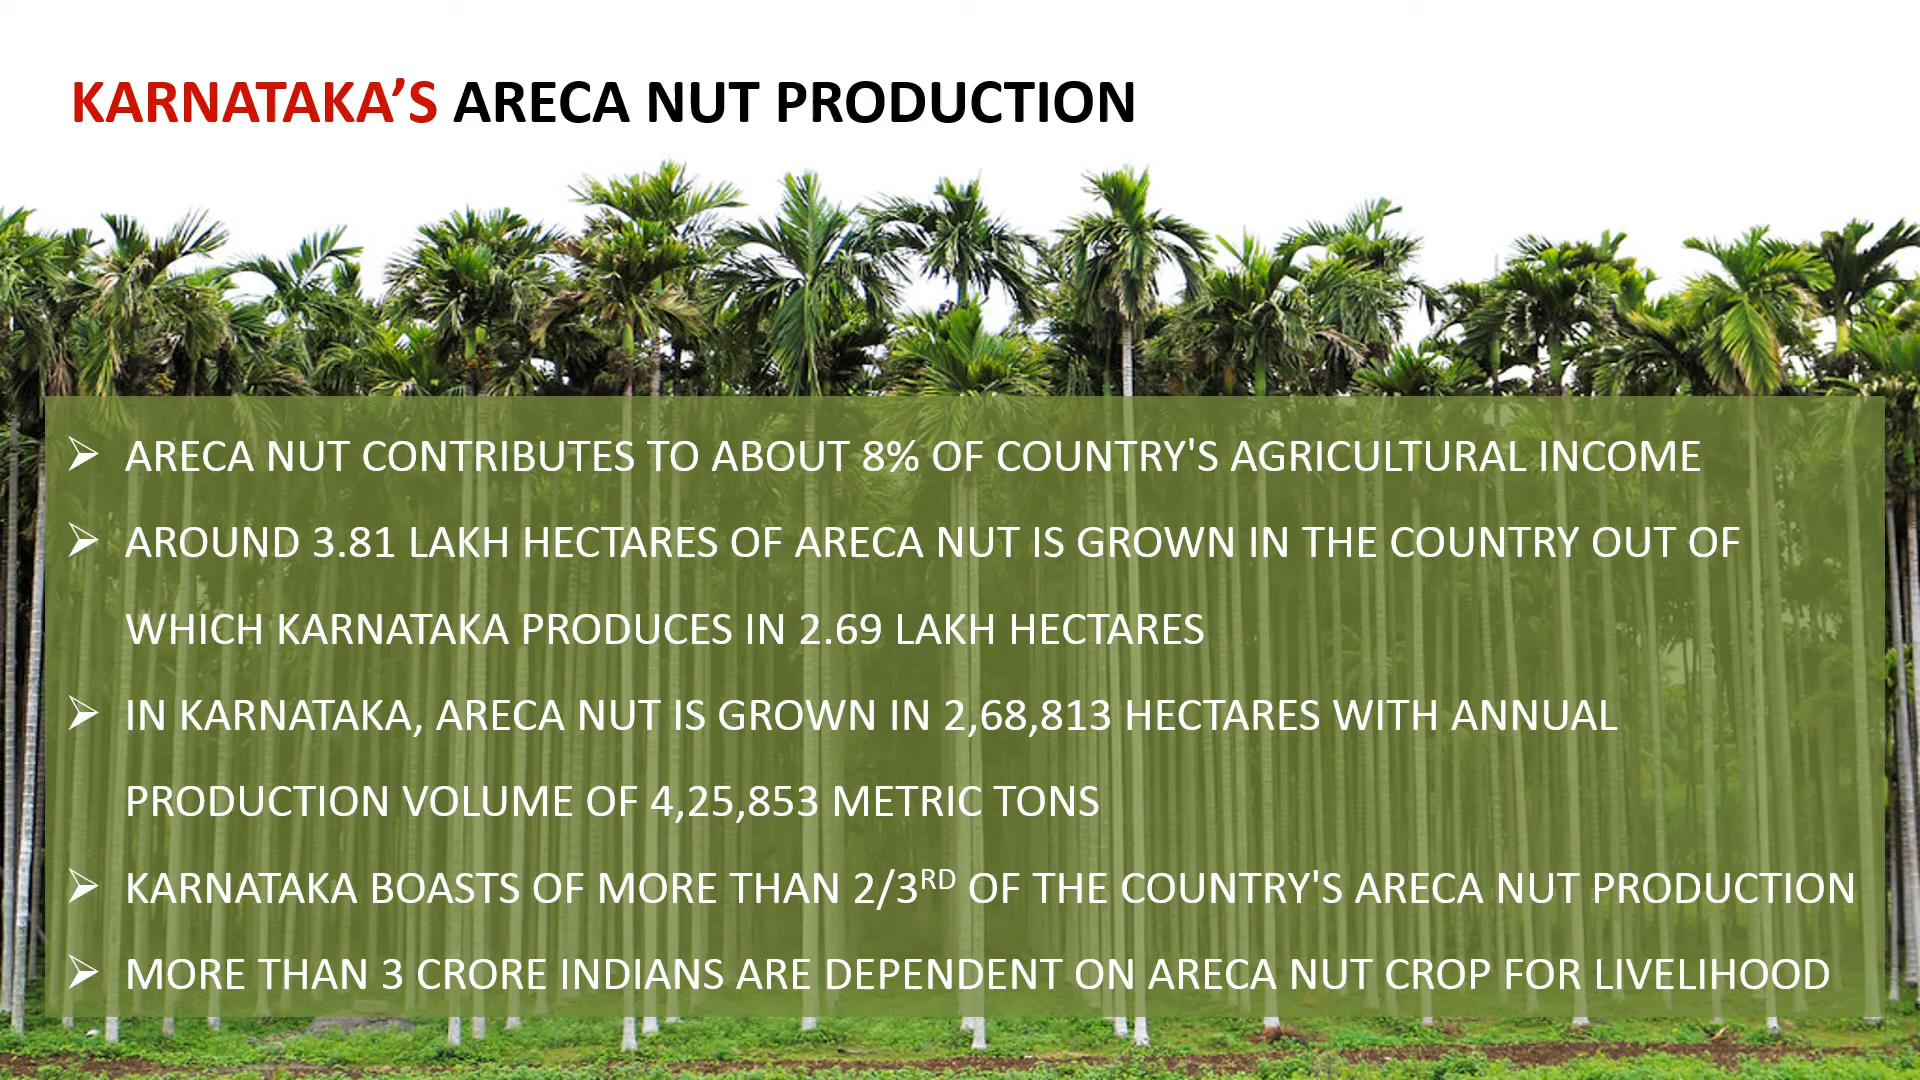 KARNATAKA’S ARECA NUT PRODUCTION
➢ ARECA NUT CONTRIBUTES TO ABOUT 8% OF COUNTRY'S AGRICULTURAL INCOME
➢ AROUND 3.81 LAKH HECTARES OF ARECA NUT IS GROWN IN THE COUNTRY OUT OF
WHICH KARNATAKA PRODUCES IN 2.69 LAKH HECTARES
➢ IN KARNATAKA, ARECA NUT IS GROWN IN 2,68,813 HECTARES WITH ANNUAL
PRODUCTION VOLUME OF 4,25,853 METRIC TONS
➢ KARNATAKA BOASTS OF MORE THAN 2/3RD OF THE COUNTRY'S ARECA NUT PRODUCTION
➢ MORE THAN 3 CRORE INDIANS ARE DEPENDENT ON ARECA NUT CROP FOR LIVELIHOOD